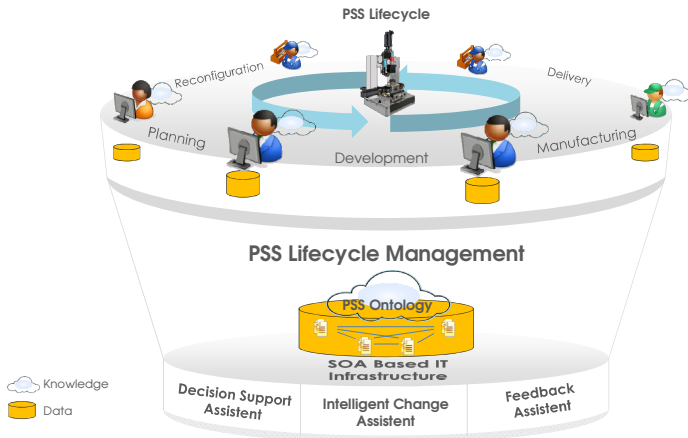 PSS Lifecycle
Reconfiguration
Delivery
Planning
Development
Manufacturing
PSS Lifecycle Management
PSS Ontology
SOA Based IT
Infrastructure
Knowledge
Data
Decision Support
Assistent
Intelligent Change
Assistent
Feedback
Assistent